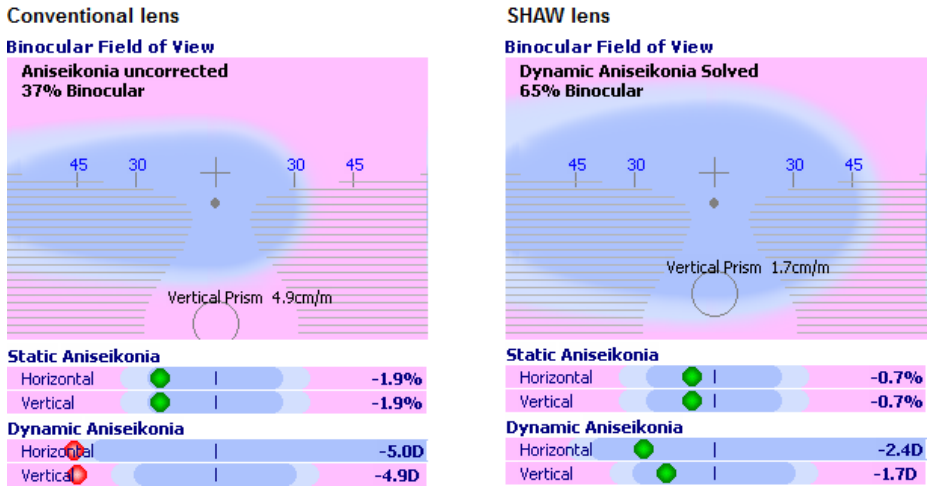 Conventional lens
Binocular Field of View
Aniseikonia uncorrected
37% Binocular
45 30 30 45
Vertical Prism 4.9cm/m
Static Aniseikonia
Horizontal -1.9%
Vertical -1.9%
Dynamic Aniseikonia
Horizontal -5.0D
Vertical -4.9D
SHAW lens
Binocular Field of View
Dynamic Aniseikonia Solved
65% Binocular
45 30 30 45
Vertical Prism 1.7cm/m
Static Aniseikonia
Horizontal -0.7%
Vertical -0.7%
Dynamic Aniseikonia
Horizontal -2.4D
Vertical -1.7D